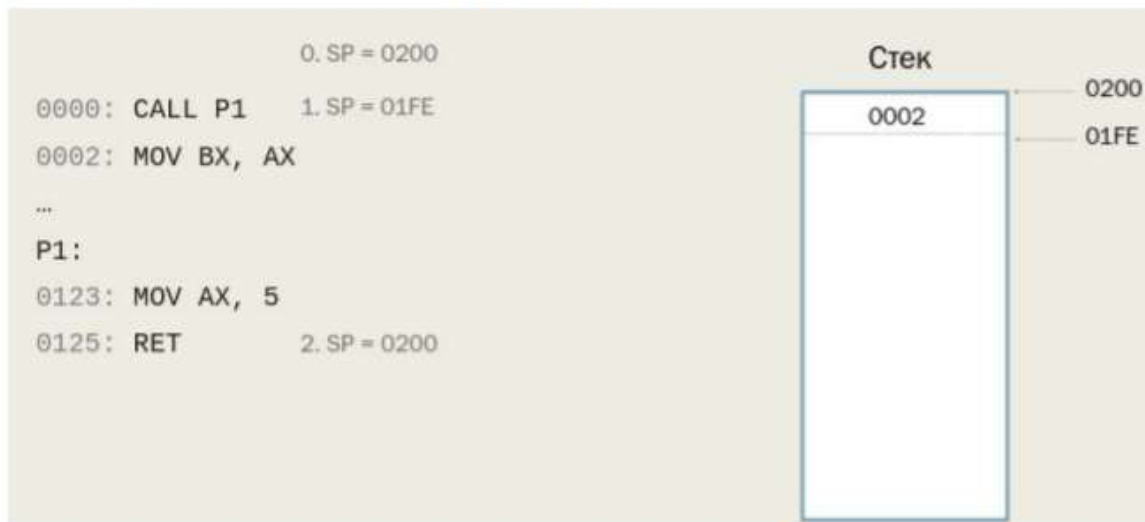 0. SP = 0200
0000: CALL P1 1. SP = 01FE
0002: MOV BX, AX
…
P1:
0123: MOV AX, 5
0125: RET 2. SP = 0200
Стек
0200
0002
01FE